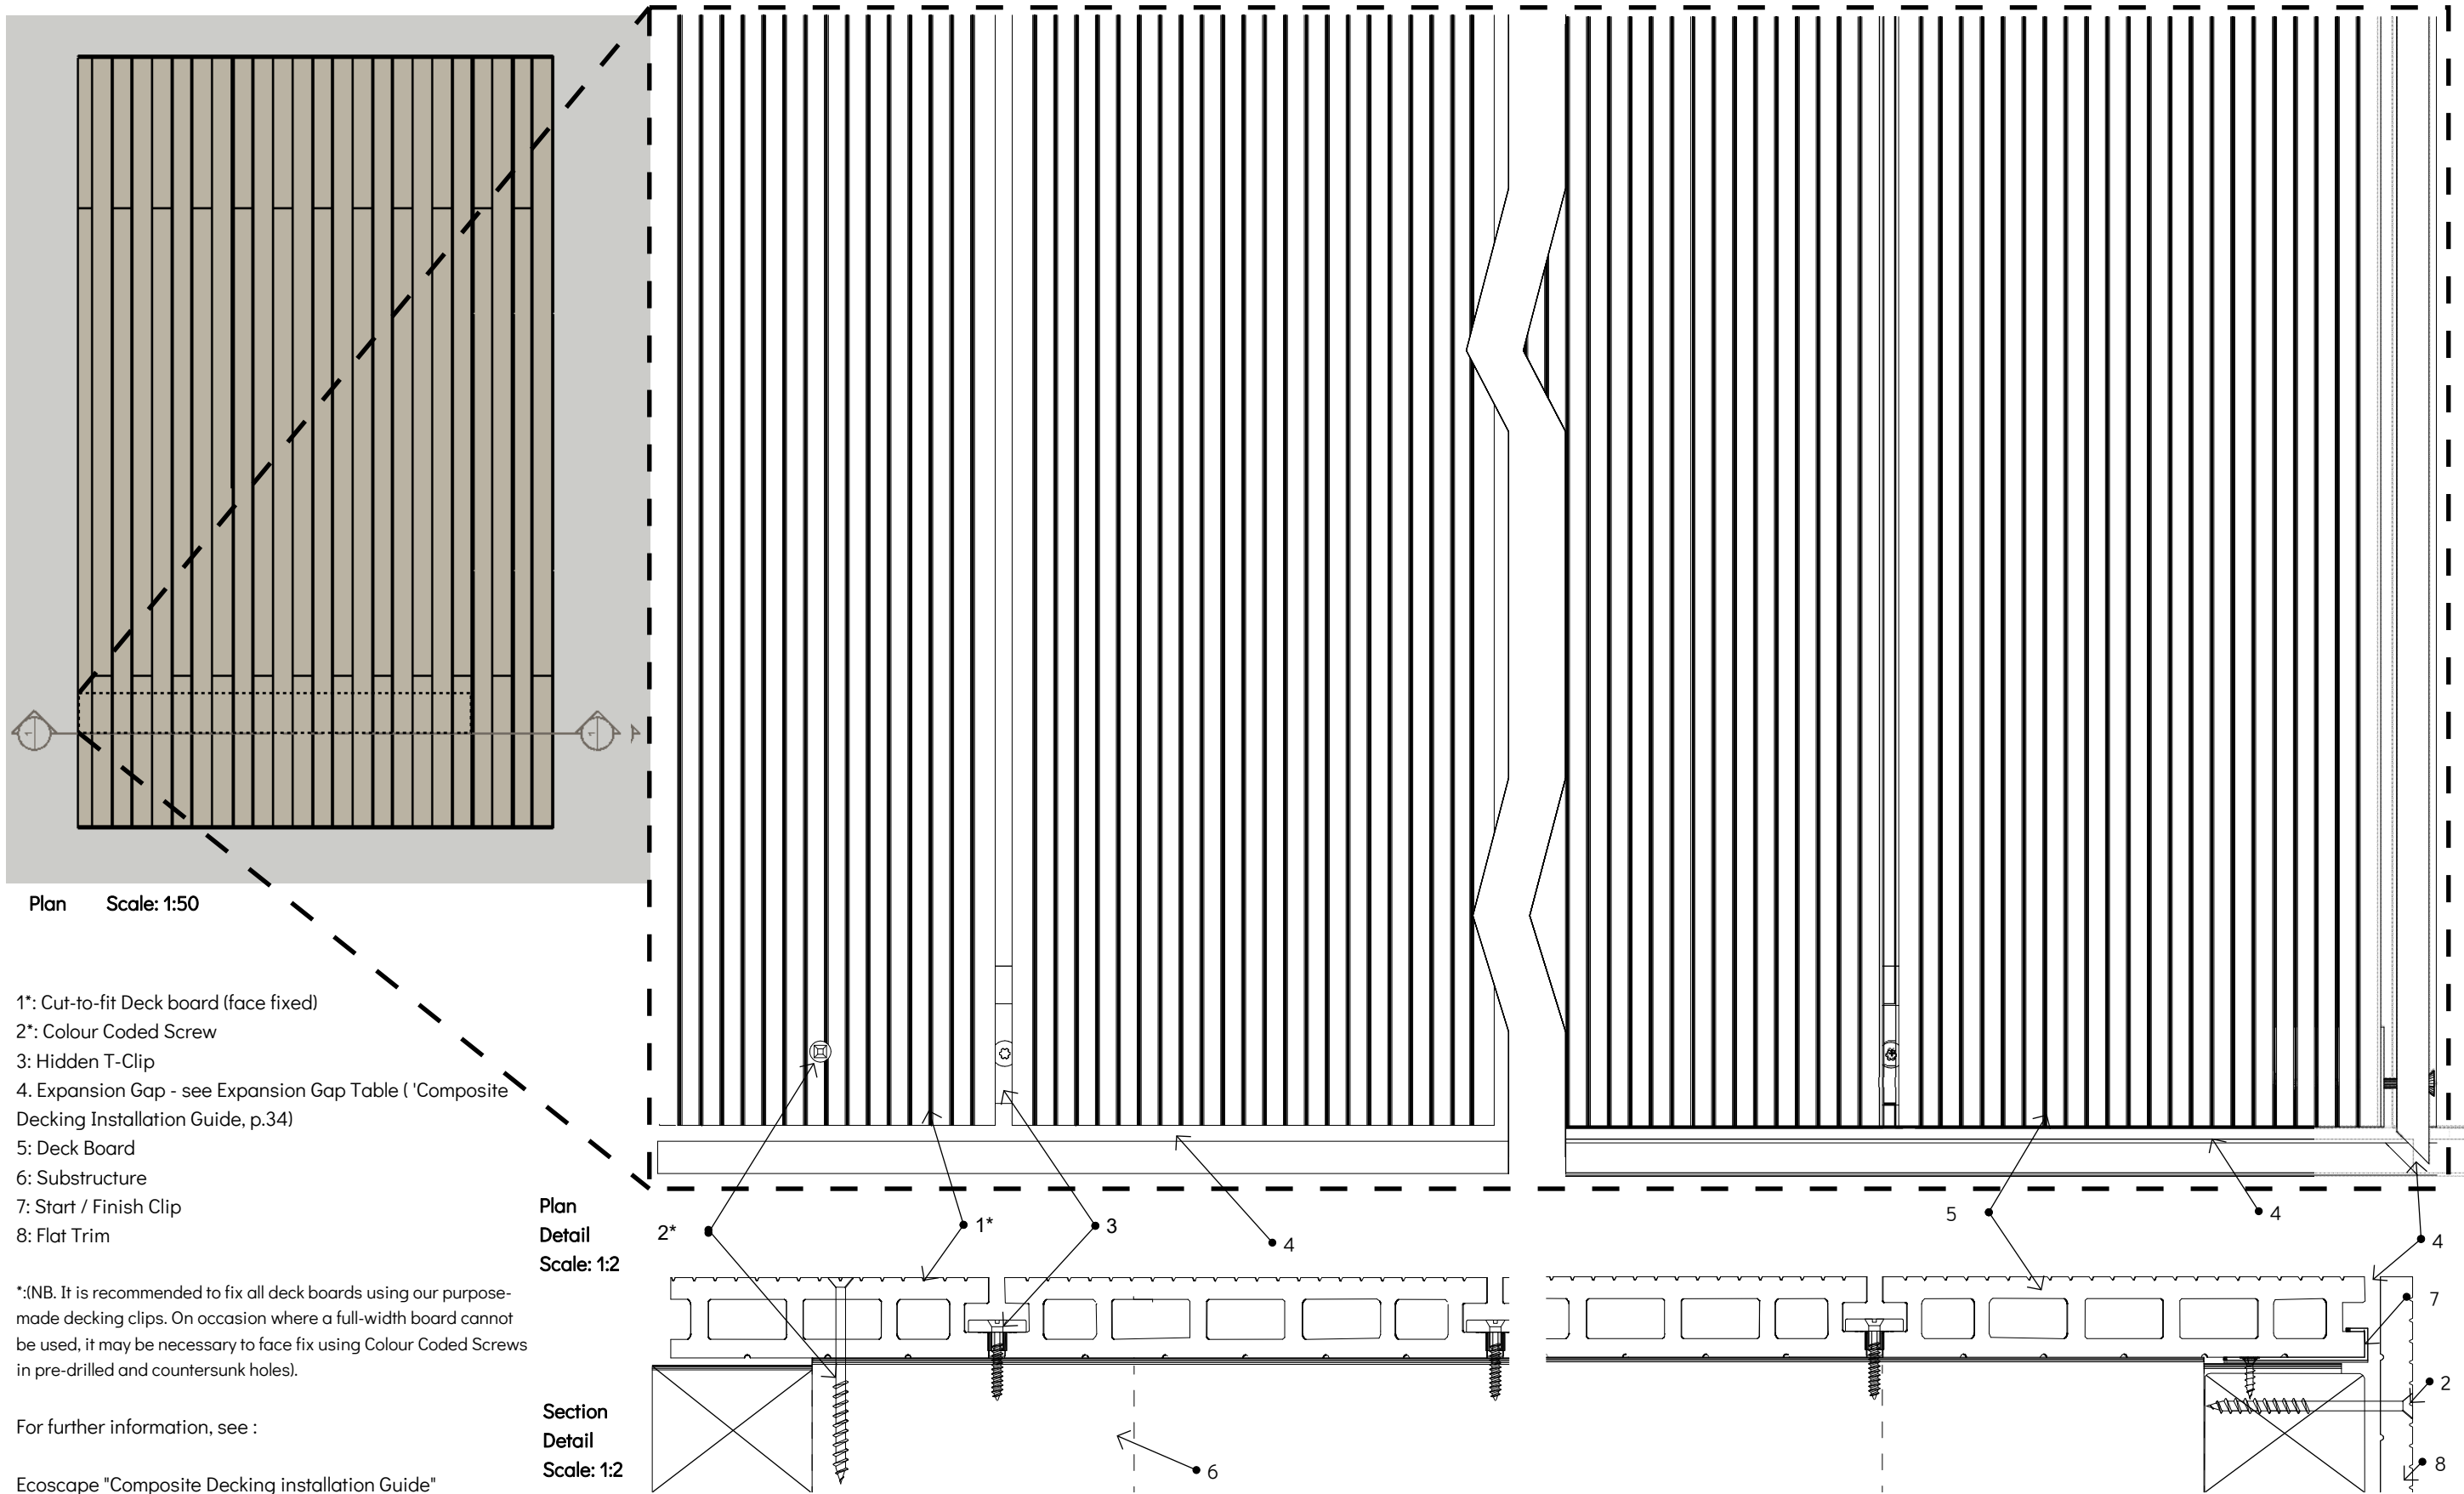 Plan Scale: 1:50
1*: Cut-to-fit Deck board (face fixed)
2*: Colour Coded Screw
3: Hidden T-Clip
4. Expansion Gap - see Expansion Gap Table ( 'Composite
Decking Installation Guide, p.34)
5: Deck Board
6: Substructure
7: Start / Finish Clip
8: Flat Trim
*:(NB. It is recommended to fix all deck boards using our purpose-
made decking clips. On occasion where a full-width board cannot
be used, it may be necessary to face fix using Colour Coded Screws
in pre-drilled and countersunk holes).
For further information, see :
Ecoscape "Composite Decking installation Guide"
Plan
Detail
Scale: 1:2
Section
Detail
Scale: 1:2
1
1
2*
1*
3
4
5
4
4
7
2
6
8